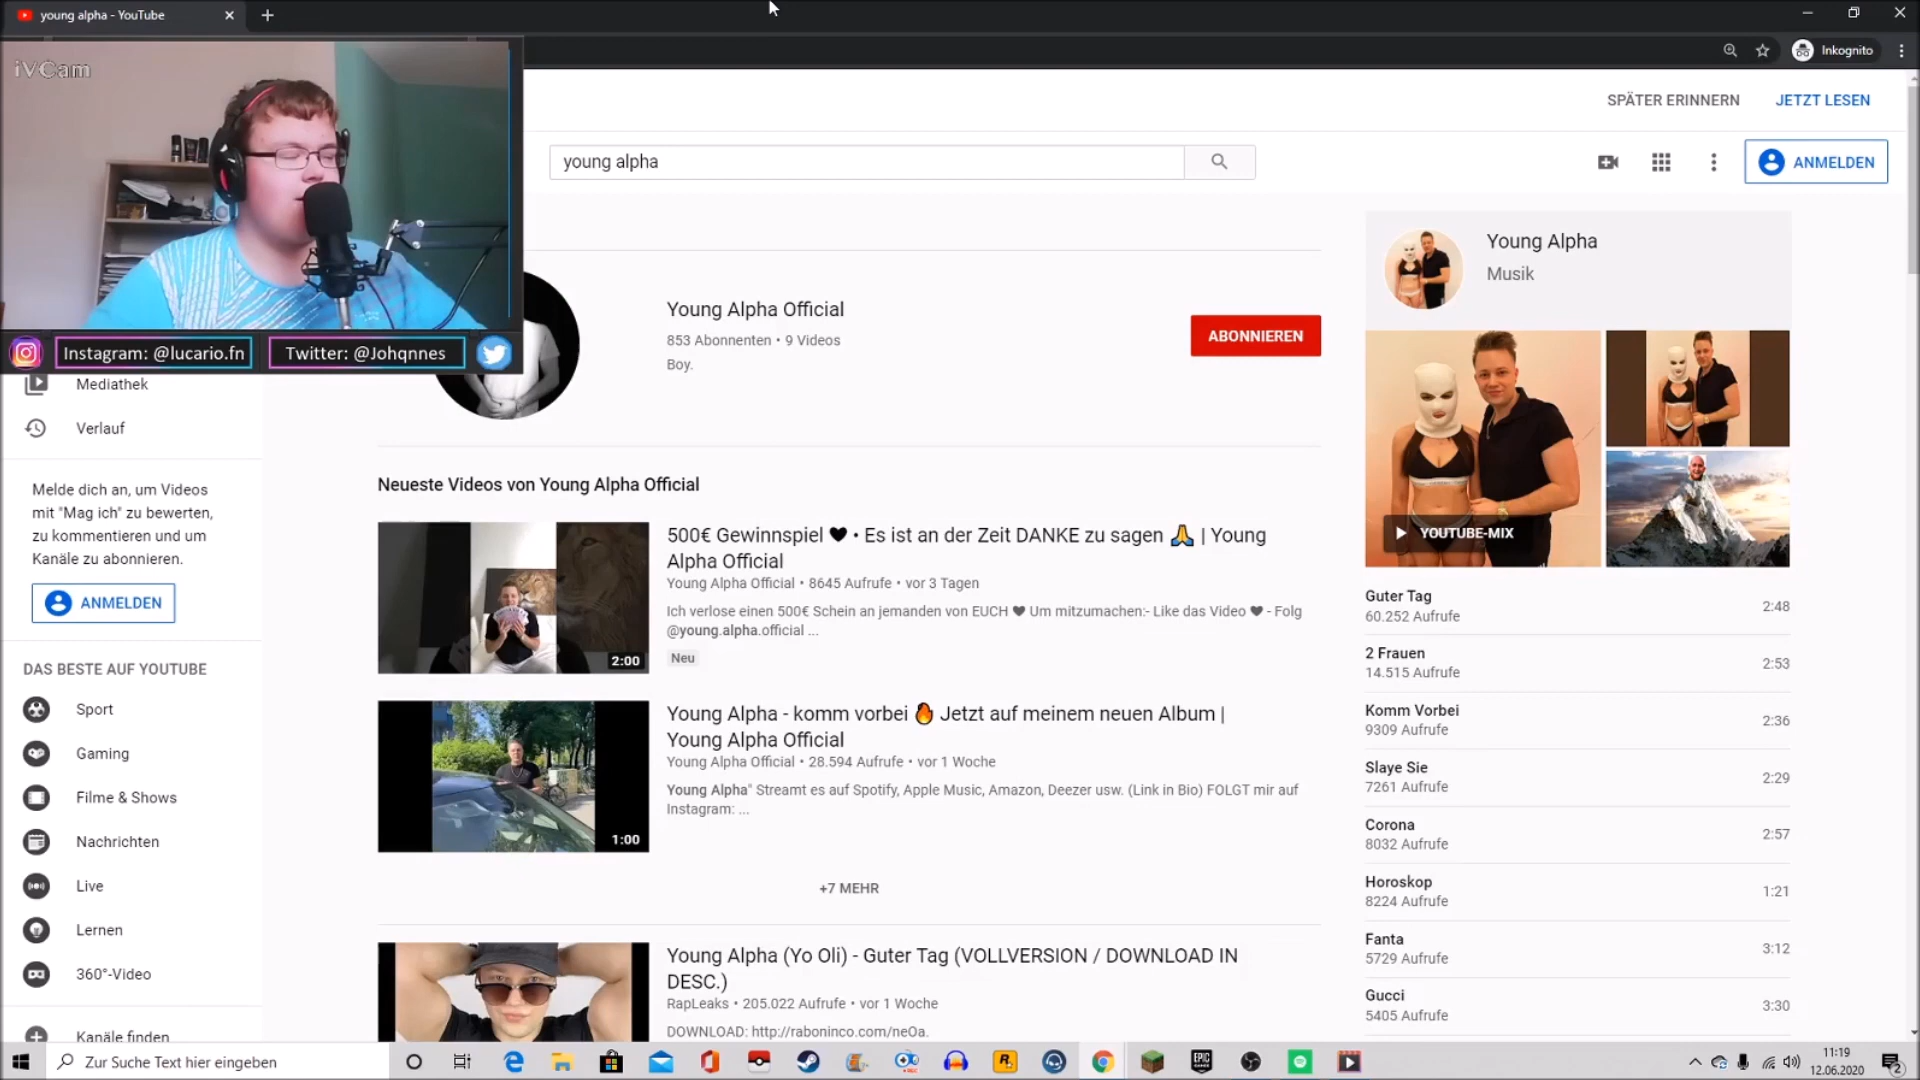 young alpha - YouTube
Inkognito
iVCam
SPÄTER ERINNERN
JETZT LESEN
young alpha
ANMELDEN
Instagram: @lucario.fn
Twitter: @Johqnnes
Mediathek
Verlauf
Melde dich an, um Videos
mit "Mag ich" zu bewerten,
zu kommentieren und um
Kanäle zu abonnieren.
ANMELDEN
DAS BESTE AUF YOUTUBE
Sport
Gaming
Filme & Shows
Nachrichten
Live
Lernen
360°-Video
Kanäle finden
Young Alpha Official
853 Abonnenten • 9 Videos
Boy.
ABONNIEREN
Neueste Videos von Young Alpha Official
500€ Gewinnspiel 🖤 • Es ist an der Zeit DANKE zu sagen 🙏 | Young
Alpha Official
Young Alpha Official • 8645 Aufrufe • vor 3 Tagen
Ich verlose einen 500€ Schein an jemanden von EUCH ❤ Um mitzumachen:- Like das Video ❤ - Folg
@young.alpha.official ...
Neu
2:00
Young Alpha - komm vorbei 🔥 Jetzt auf meinem neuen Album |
Young Alpha Official
Young Alpha Official • 28.594 Aufrufe • vor 1 Woche
Young Alpha" Streamt es auf Spotify, Apple Music, Amazon, Deezer usw. (Link in Bio) FOLGT mir auf
Instagram: ...
1:00
+7 MEHR
Young Alpha (Yo Oli) - Guter Tag (VOLLVERSION / DOWNLOAD IN
DESC.)
RapLeaks • 205.022 Aufrufe • vor 1 Woche
DOWNLOAD: http://raboninco.com/neOa.
Young Alpha
Musik
YOUTUBE-MIX
Guter Tag
60.252 Aufrufe
2:48
2 Frauen
14.515 Aufrufe
2:53
Komm Vorbei
9309 Aufrufe
2:36
Slaye Sie
7261 Aufrufe
2:29
Corona
8032 Aufrufe
2:57
Horoskop
8224 Aufrufe
1:21
Fanta
5729 Aufrufe
3:12
Gucci
5405 Aufrufe
3:30
Zur Suche Text hier eingeben
REC
EPIC
GAMES
11:19
12.06.2020
2